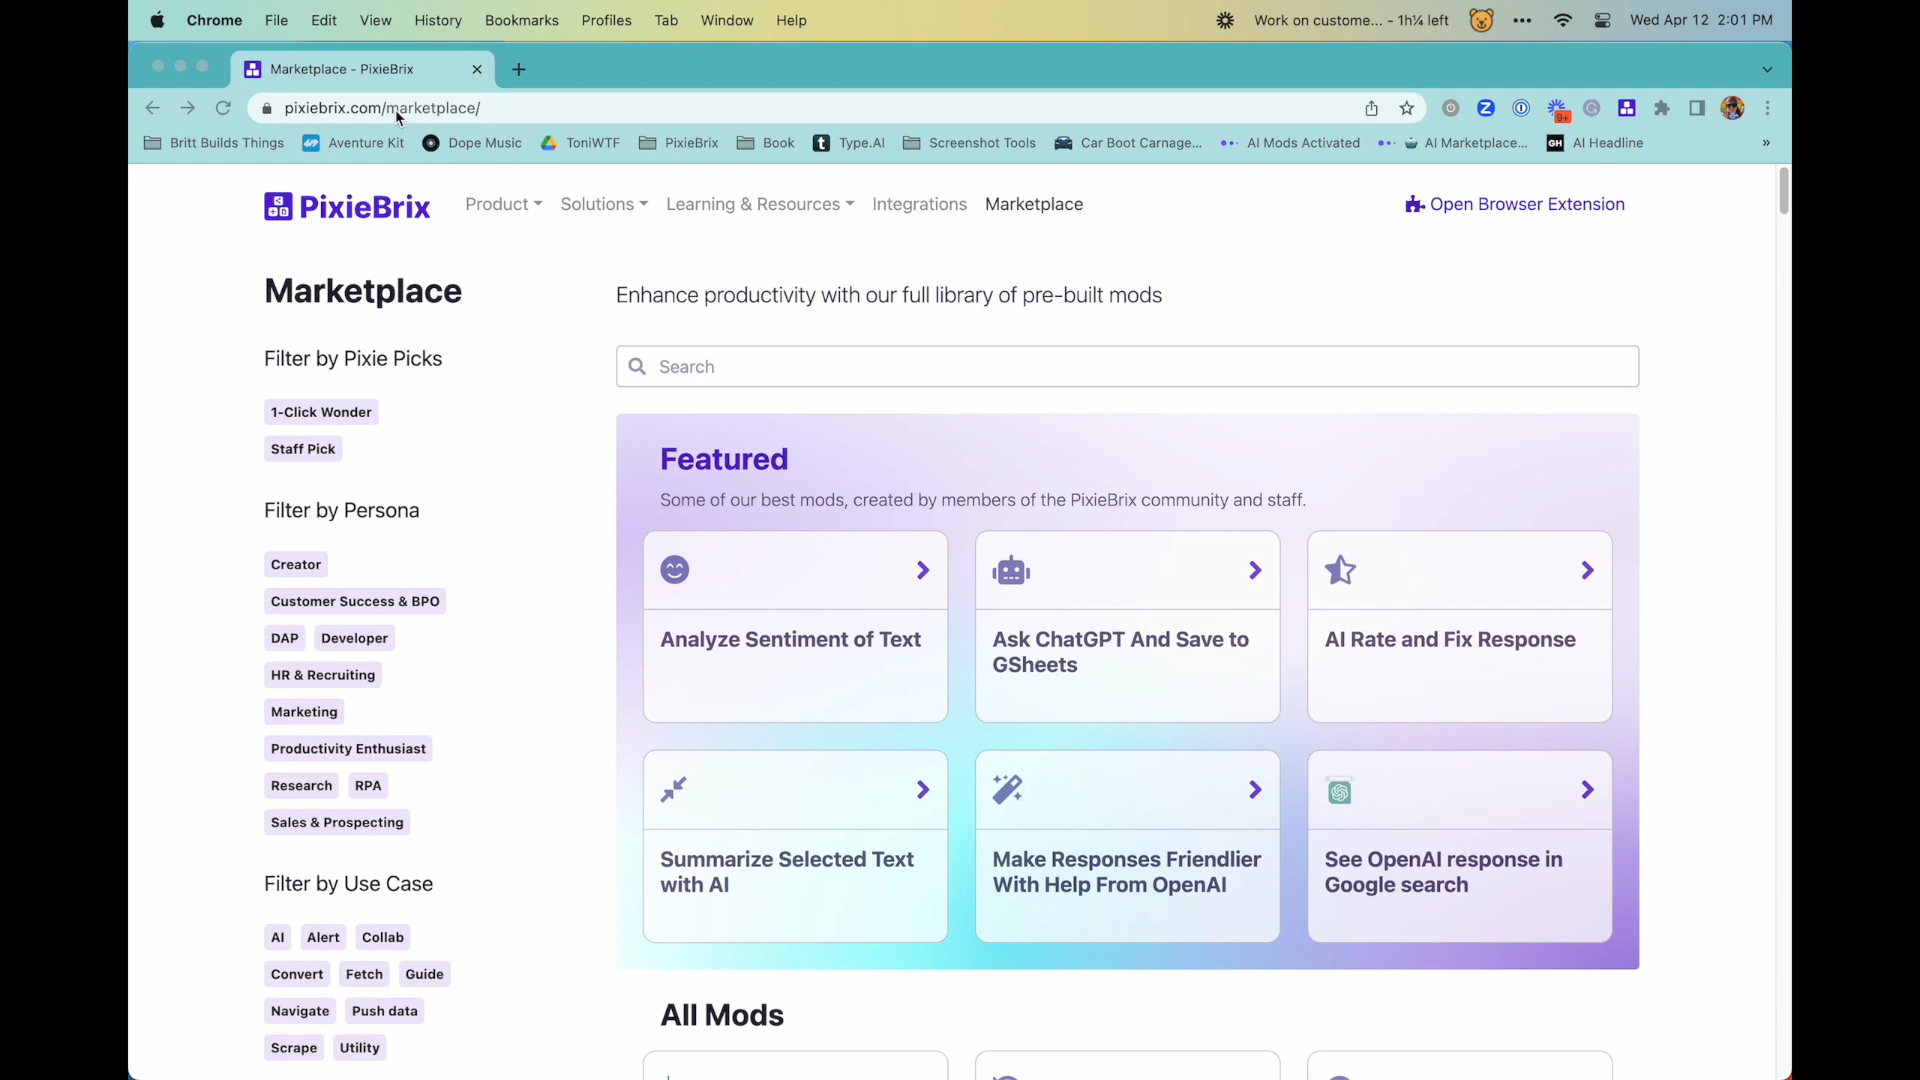 Chrome File Edit View History Bookmarks Profiles Tab Window Help Work on custome... - 1h¼ left Wed Apr 12 2:01 PM
Marketplace - PixieBrix
pixiebrix.com/marketplace/ 9+
Britt Builds Things Aventure Kit Dope Music ToniWTF PixieBrix Book Type.AI Screenshot Tools Car Boot Carnage... AI Mods Activated AI Marketplace... GH AI Headline »
PixieBrix Product Solutions Learning & Resources Integrations Marketplace Open Browser Extension
Marketplace
Enhance productivity with our full library of pre-built mods
Filter by Pixie Picks
1-Click Wonder
Staff Pick
Filter by Persona
Creator
Customer Success & BPO
DAP Developer
HR & Recruiting
Marketing
Productivity Enthusiast
Research RPA
Sales & Prospecting
Filter by Use Case
AI Alert Collab
Convert Fetch Guide
Navigate Push data
Scrape Utility
Search
Featured
Some of our best mods, created by members of the PixieBrix community and staff.
Analyze Sentiment of Text
Ask ChatGPT And Save to
GSheets
AI Rate and Fix Response
Summarize Selected Text
with AI
Make Responses Friendlier
With Help From OpenAI
See OpenAI response in
Google search
All Mods